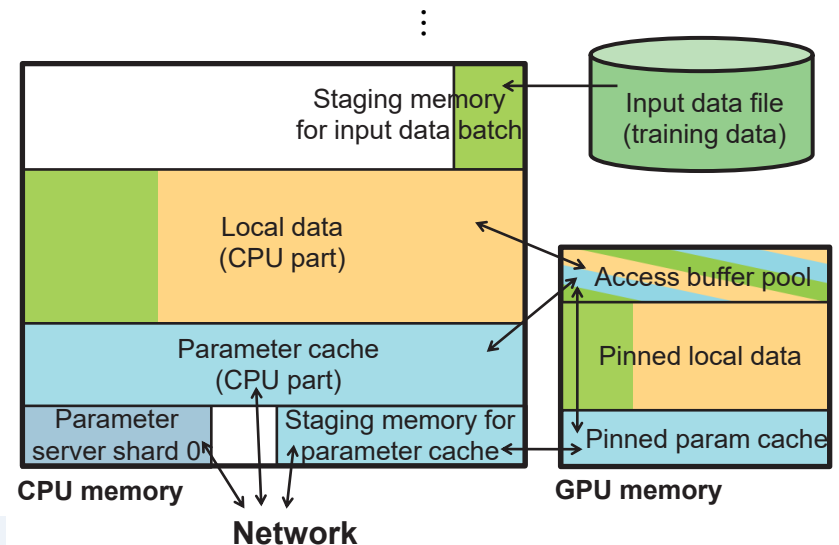 ⋮
Staging memory
for input data batch
Input data file
(training data)
Local data
(CPU part)
Access buffer pool
Pinned local data
Parameter cache
(CPU part)
Parameter
server shard 0
Staging memory for
parameter cache
Pinned param cache
CPU memory
GPU memory
Network